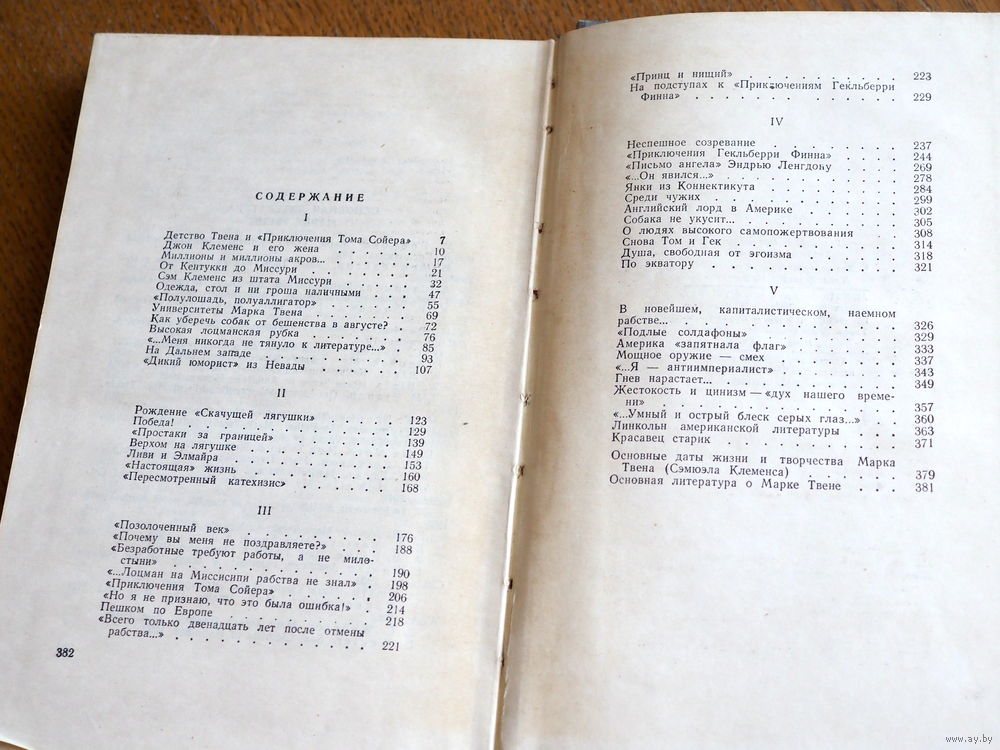 СОДЕРЖАНИЕ
I
Детство Твена и «Приключения Тома Сойера» 7
Джон Клеменс и его жена . . . . . . 10
Миллионы и миллионы акров... . . . . . 17
От Кентукки до Миссури . . . . . . 21
Сэм Клеменс из штата Миссури . . . . . 32
Одежда, стол и ни гроша наличными . . . 47
«Полулошадь, полуаллигатор» . . . . . 55
Университеты Марка Твена . . . . . . 69
Как уберечь собак от бешенства в августе? . 72
Высокая лоцманская рубка . . . . . . 76
«...Меня никогда не тянуло к литературе...» . 85
На Дальнем западе . . . . . . . . 93
«Дикий юморист» из Невады . . . . . 107
II
Рождение «Скачущей лягушки» . . . . . 123
Победа! . . . . . . . . . . . 129
«Простаки за границей» . . . . . . . 139
Верхом на лягушке . . . . . . . . 149
Ливи и Элмайра . . . . . . . . . 153
«Настоящая» жизнь . . . . . . . . 160
«Пересмотренный катехизис» . . . . . . 168
III
«Позолоченный век» . . . . . . . . 176
«Почему вы меня не поздравляете?» . . . 188
«Безработные требуют работы, а не мило-
стыни» . . . . . . . . . . . 190
«...Лоцман на Миссисипи рабства не знал» . . 198
«Приключения Тома Сойера» . . . . . . 206
«Но я не признаю, что это была ошибка!» . 214
Пешком по Европе . . . . . . . . 218
«Всего только двенадцать лет после отмены
рабства...» . . . . . . . . . . 221
382
«Принц и нищий» . . . . . . . . . 223
На подступах к «Приключениям Гекльберри
Финна» . . . . . . . . . . . 229
IV
Неспешное созревание . . . . . . . 237
«Приключения Гекльберри Финна» . . . . 244
«Письмо ангела» Эндрью Ленгдону . . . . 269
«...Он явился...» . . . . . . . . . 278
Янки из Коннектикута . . . . . . . 284
Среди чужих . . . . . . . . . . 299
Английский лорд в Америке . . . . . 302
Собака не укусит... . . . . . . . . 305
О людях высокого самопожертвования . . 308
Снова Том и Гек . . . . . . . . . 314
Душа, свободная от эгоизма . . . . . . 318
По экватору . . . . . . . . . . 321
V
В новейшем, капиталистическом, наемном
рабстве... . . . . . . . . . . . 326
«Подлые солдафоны» . . . . . . . . 329
Америка «запятнала флаг» . . . . . . 333
Мощное оружие — смех . . . . . . . 337
«...Я — антиимпериалист» . . . . . . . 343
Гнев нарастает... . . . . . . . . . 349
Жестокость и цинизм — «дух нашего време-
ни» . . . . . . . . . . . . 357
«...Умный и острый блеск серых глаз...» . . 360
Линкольн американской литературы . . . 363
Красавец старик . . . . . . . . . 371
Основные даты жизни и творчества Марка
Твена (Сэмюэла Клеменса) . . . . . 379
Основная литература о Марке Твене . . . 381
www.ay.by